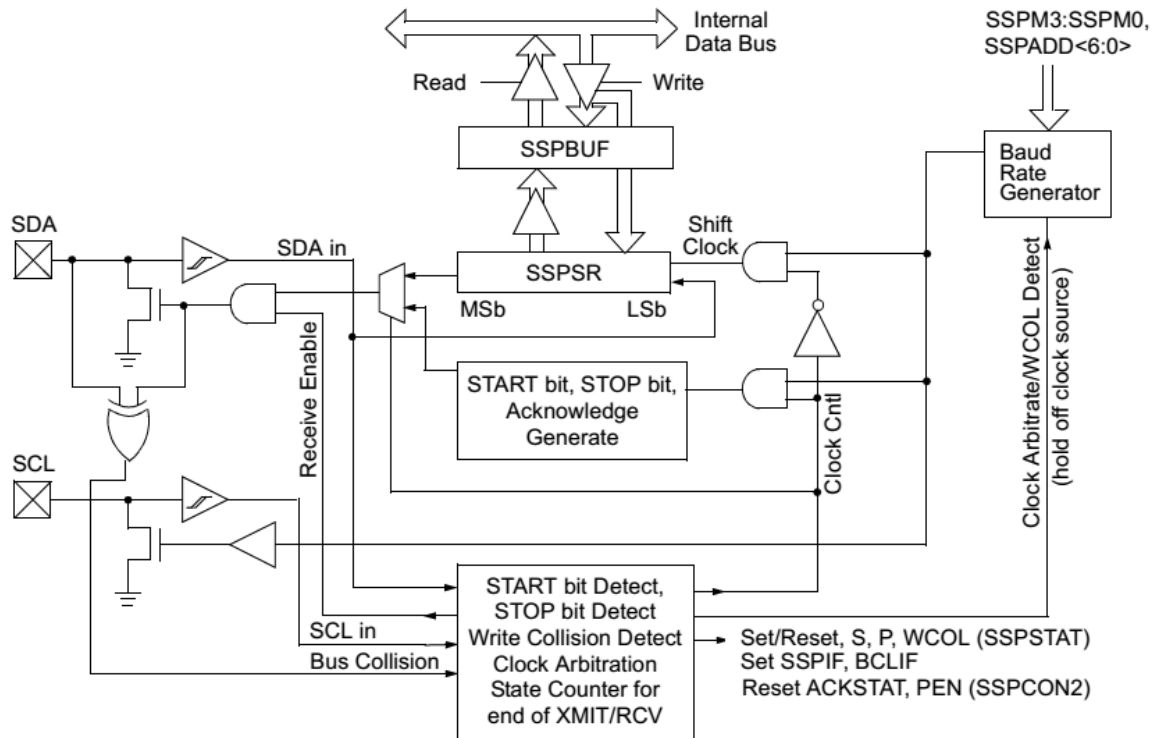 Internal
Data Bus
SSPM3:SSPM0,
SSPADD<6:0>
Read
Write
SSPBUF
Baud
Rate
Generator
SDA
SDA in
Shift
Clock
SSPSR
MSb
LSb
START bit, STOP bit,
Acknowledge
Generate
Receive Enable
Clock Cntl
Clock Arbitrate/WCOL Detect
(hold off clock source)
SCL
START bit Detect,
STOP bit Detect
Write Collision Detect
Clock Arbitration
State Counter for
end of XMIT/RCV
SCL in
Bus Collision
Set/Reset, S, P, WCOL (SSPSTAT)
Set SSPIF, BCLIF
Reset ACKSTAT, PEN (SSPCON2)